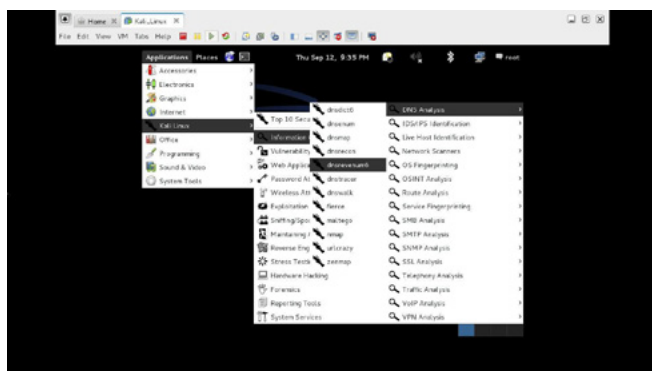 Home
Kali_Linux
File Edit View VM Tabs Help
Applications Places
Thu Sep 12, 9:35 PM
root
Accessories
Electronics
Graphics
Internet
Kali Linux
Office
Programming
Sound & Video
System Tools
Top 10 Secu
Information
Vulnerability
Web Applica
Password At
Wireless Att
Exploitation
Sniffing/Spo
Maintaining
Reverse Eng
Stress Testi
Hardware Hacking
Forensics
Reporting Tools
System Services
dnsdict6
dnsenum
dnsmap
dnsrecon
dnsrevenum6
dnstracer
dnswalk
fierce
maltego
nmap
urlcrazy
zenmap
DNS Analysis
IDS/IPS Identification
Live Host Identification
Network Scanners
OS Fingerprinting
OSINT Analysis
Route Analysis
Service Fingerprinting
SMB Analysis
SMTP Analysis
SNMP Analysis
SSL Analysis
Telephony Analysis
Traffic Analysis
VoIP Analysis
VPN Analysis